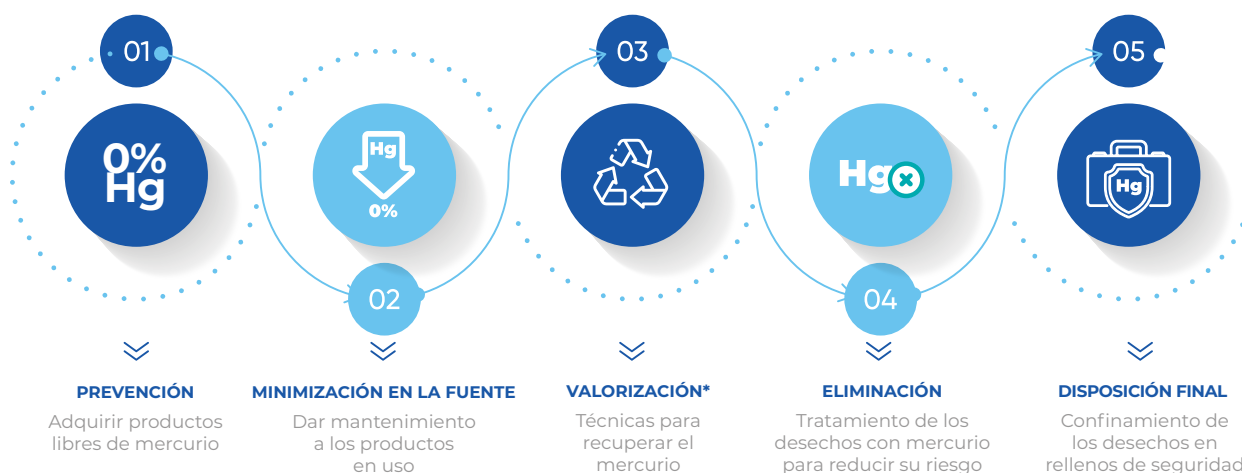 01
03
05
0%
Hg
Hg
0%
Hg
Hg
02
04
PREVENCIÓN
Adquirir productos
libres de mercurio
MINIMIZACIÓN EN LA FUENTE
Dar mantenimiento
a los productos
en uso
VALORIZACIÓN*
Técnicas para
recuperar el
mercurio
ELIMINACIÓN
Tratamiento de los
desechos con mercurio
para reducir su riesgo
DISPOSICIÓN FINAL
Confinamiento de
los desechos en
rellenos de seguridad